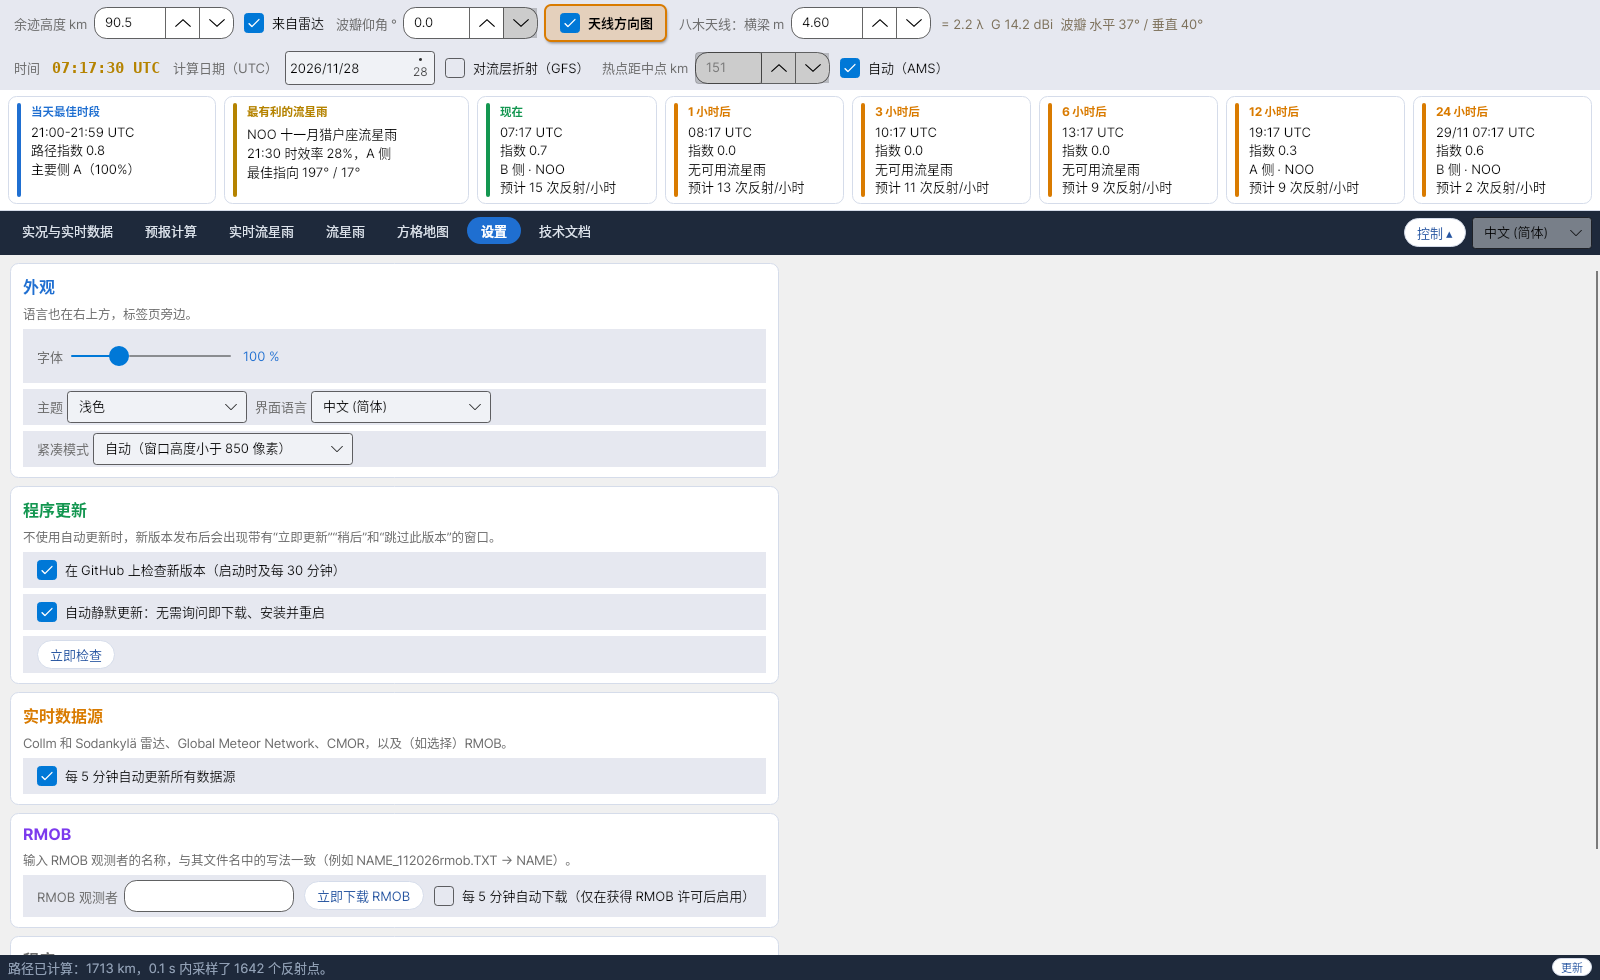 余迹高度 km 90.5 来自雷达 波瓣仰角 ° 0.0 天线方向图 八木天线：横梁 m 4.60 = 2.2 λ G 14.2 dBi 波瓣 水平 37° / 垂直 40°
时间 07:17:30 UTC 计算日期（UTC） 2026/11/28 28 对流层折射（GFS） 热点距中点 km 151 自动（AMS）
当天最佳时段
21:00-21:59 UTC
路径指数 0.8
主要侧 A（100%）
最有利的流星雨
NOO 十一月猎户座流星雨
21:30 时效率 28%，A 侧
最佳指向 197° / 17°
现在
07:17 UTC
指数 0.7
B 侧 · NOO
预计 15 次反射/小时
1 小时后
08:17 UTC
指数 0.0
无可用流星雨
预计 13 次反射/小时
3 小时后
10:17 UTC
指数 0.0
无可用流星雨
预计 11 次反射/小时
6 小时后
13:17 UTC
指数 0.0
无可用流星雨
预计 9 次反射/小时
12 小时后
19:17 UTC
指数 0.3
A 侧 · NOO
预计 9 次反射/小时
24 小时后
29/11 07:17 UTC
指数 0.6
B 侧 · NOO
预计 2 次反射/小时
实况与实时数据 预报计算 实时流星雨 流星雨 方格地图 设置 技术文档 控制 ▴ 中文 (简体)
外观
语言也在右上方，标签页旁边。
字体 100 %
主题 浅色 界面语言 中文 (简体)
紧凑模式 自动（窗口高度小于 850 像素）
程序更新
不使用自动更新时，新版本发布后会出现带有“立即更新”“稍后”和“跳过此版本”的窗口。
在 GitHub 上检查新版本（启动时及每 30 分钟）
自动静默更新：无需询问即下载、安装并重启
立即检查
实时数据源
Collm 和 Sodankylä 雷达、Global Meteor Network、CMOR，以及（如选择）RMOB。
每 5 分钟自动更新所有数据源
RMOB
输入 RMOB 观测者的名称，与其文件名中的写法一致（例如 NAME_112026rmob.TXT → NAME）。
RMOB 观测者 立即下载 RMOB 每 5 分钟自动下载（仅在获得 RMOB 许可后启用）
路径已计算：1713 km，0.1 s 内采样了 1642 个反射点。 更新